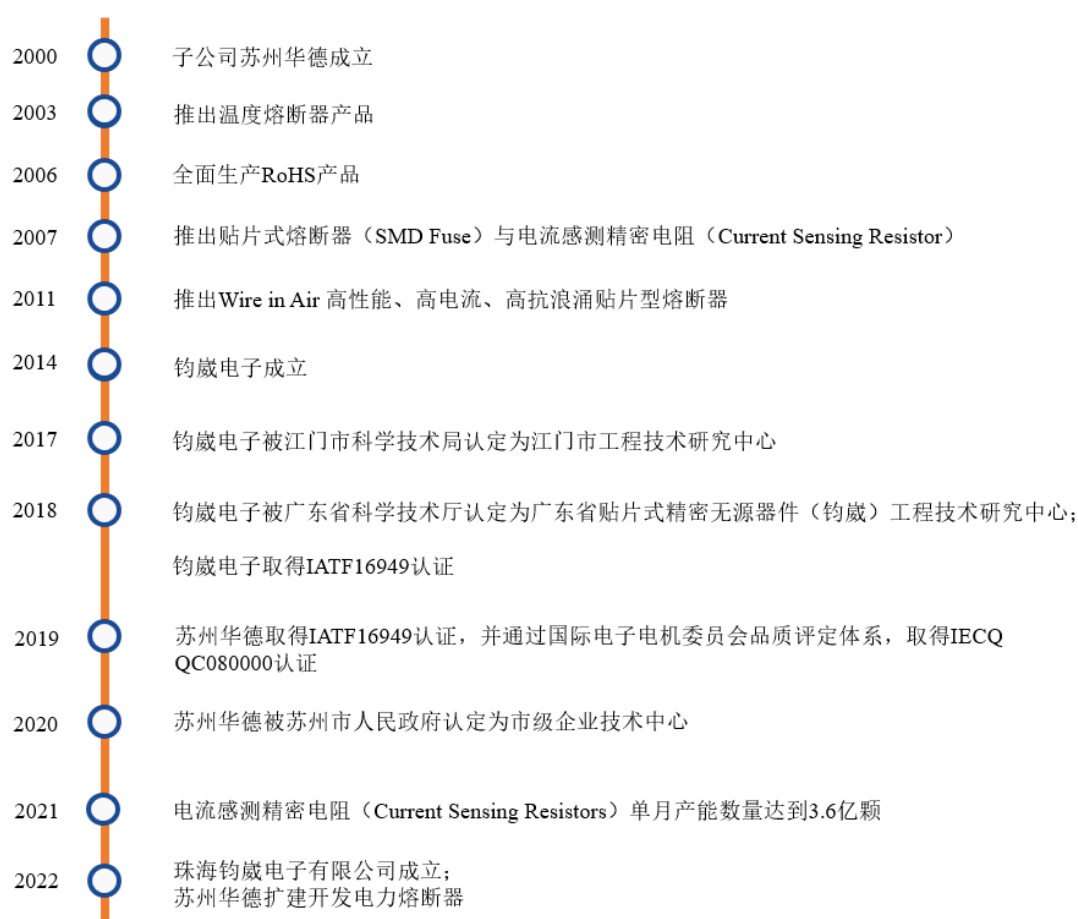 2000 子公司苏州华德成立
2003 推出温度熔断器产品
2006 全面生产RoHS产品
2007 推出贴片式熔断器（SMD Fuse）与电流感测精密电阻（Current Sensing Resistor）
2011 推出Wire in Air 高性能、高电流、高抗浪涌贴片型熔断器
2014 钧崴电子成立
2017 钧崴电子被江门市科学技术局认定为江门市工程技术研究中心
2018 钧崴电子被广东省科学技术厅认定为广东省贴片式精密无源器件（钧崴）工程技术研究中心；
钧崴电子取得IATF16949认证
2019 苏州华德取得IATF16949认证，并通过国际电子电机委员会品质评定体系，取得IECQ
QC080000认证
2020 苏州华德被苏州市人民政府认定为市级企业技术中心
2021 电流感测精密电阻（Current Sensing Resistors）单月产能数量达到3.6亿颗
2022 珠海钧崴电子有限公司成立；
苏州华德扩建开发电力熔断器